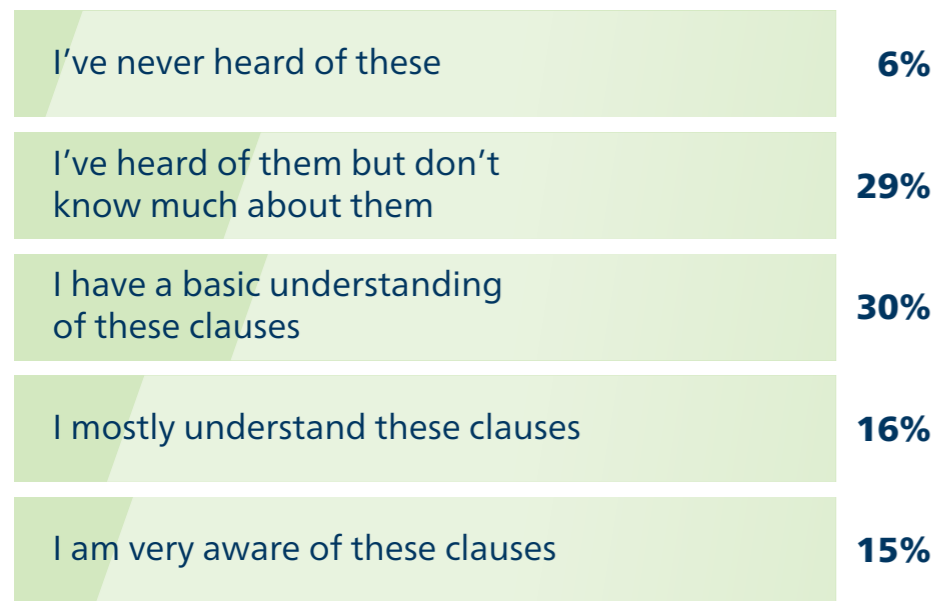 I’ve never heard of these
6%
I’ve heard of them but don’t
know much about them
29%
I have a basic understanding
of these clauses
30%
I mostly understand these clauses
16%
I am very aware of these clauses
15%